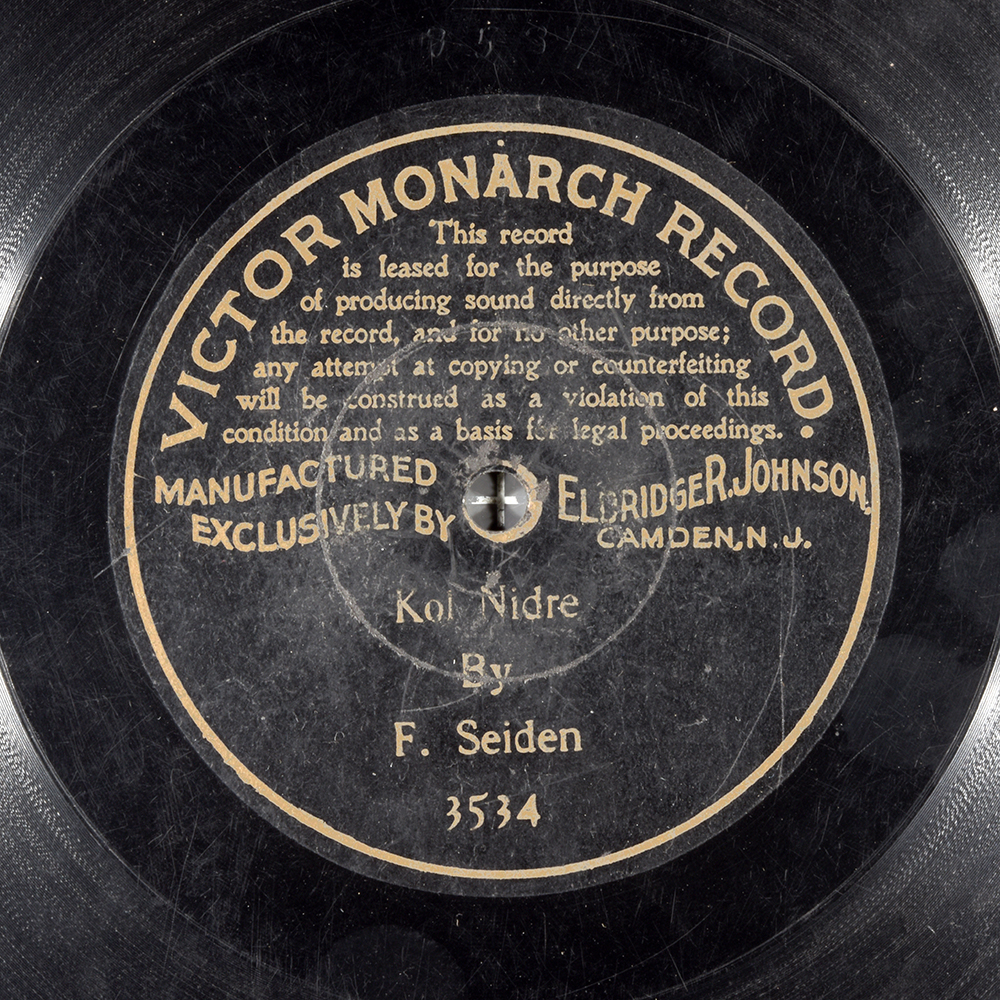 VICTOR MONARCH RECORD.
This record
is leased for the purpose
of producing sound directly from
the record, and for no other purpose;
any attempt at copying or counterfeiting
will be construed as a violation of this
condition and as a basis for legal proceedings.
MANUFACTURED
EXCLUSIVELY BY
ELDRIDGE R. JOHNSON,
CAMDEN, N. J.
Kol Nidre
By
F. Seiden
3534